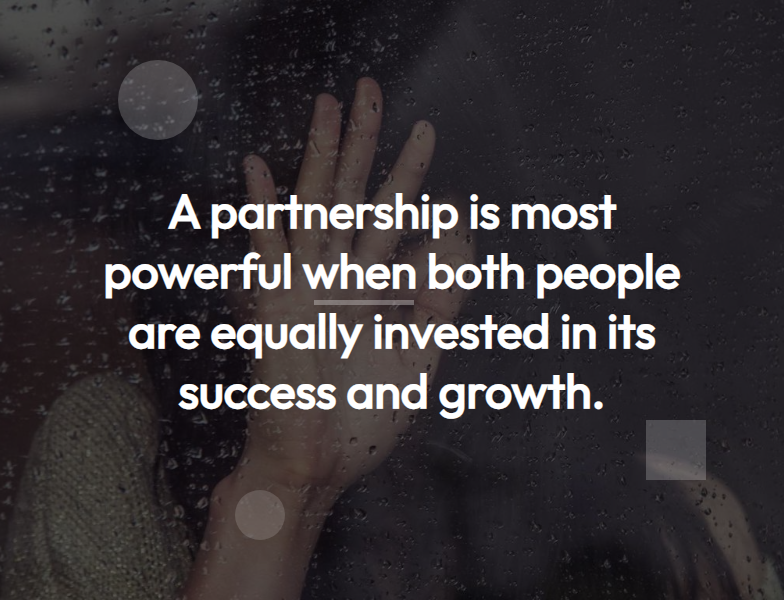 A partnership is most
powerful when both people
are equally invested in its
success and growth.